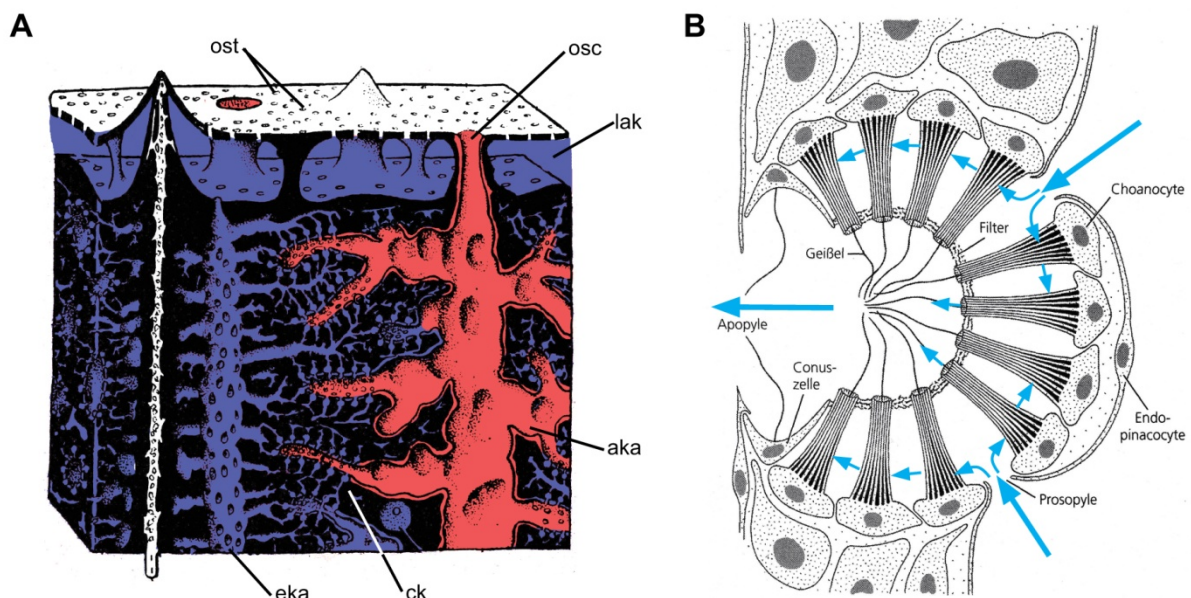 A
ost
osc
lak
aka
eka
ck
B
Choanocyte
Filter
Geißel
Apopyle
Conus-
zelle
Endo-
pinacocyte
Prosopyle